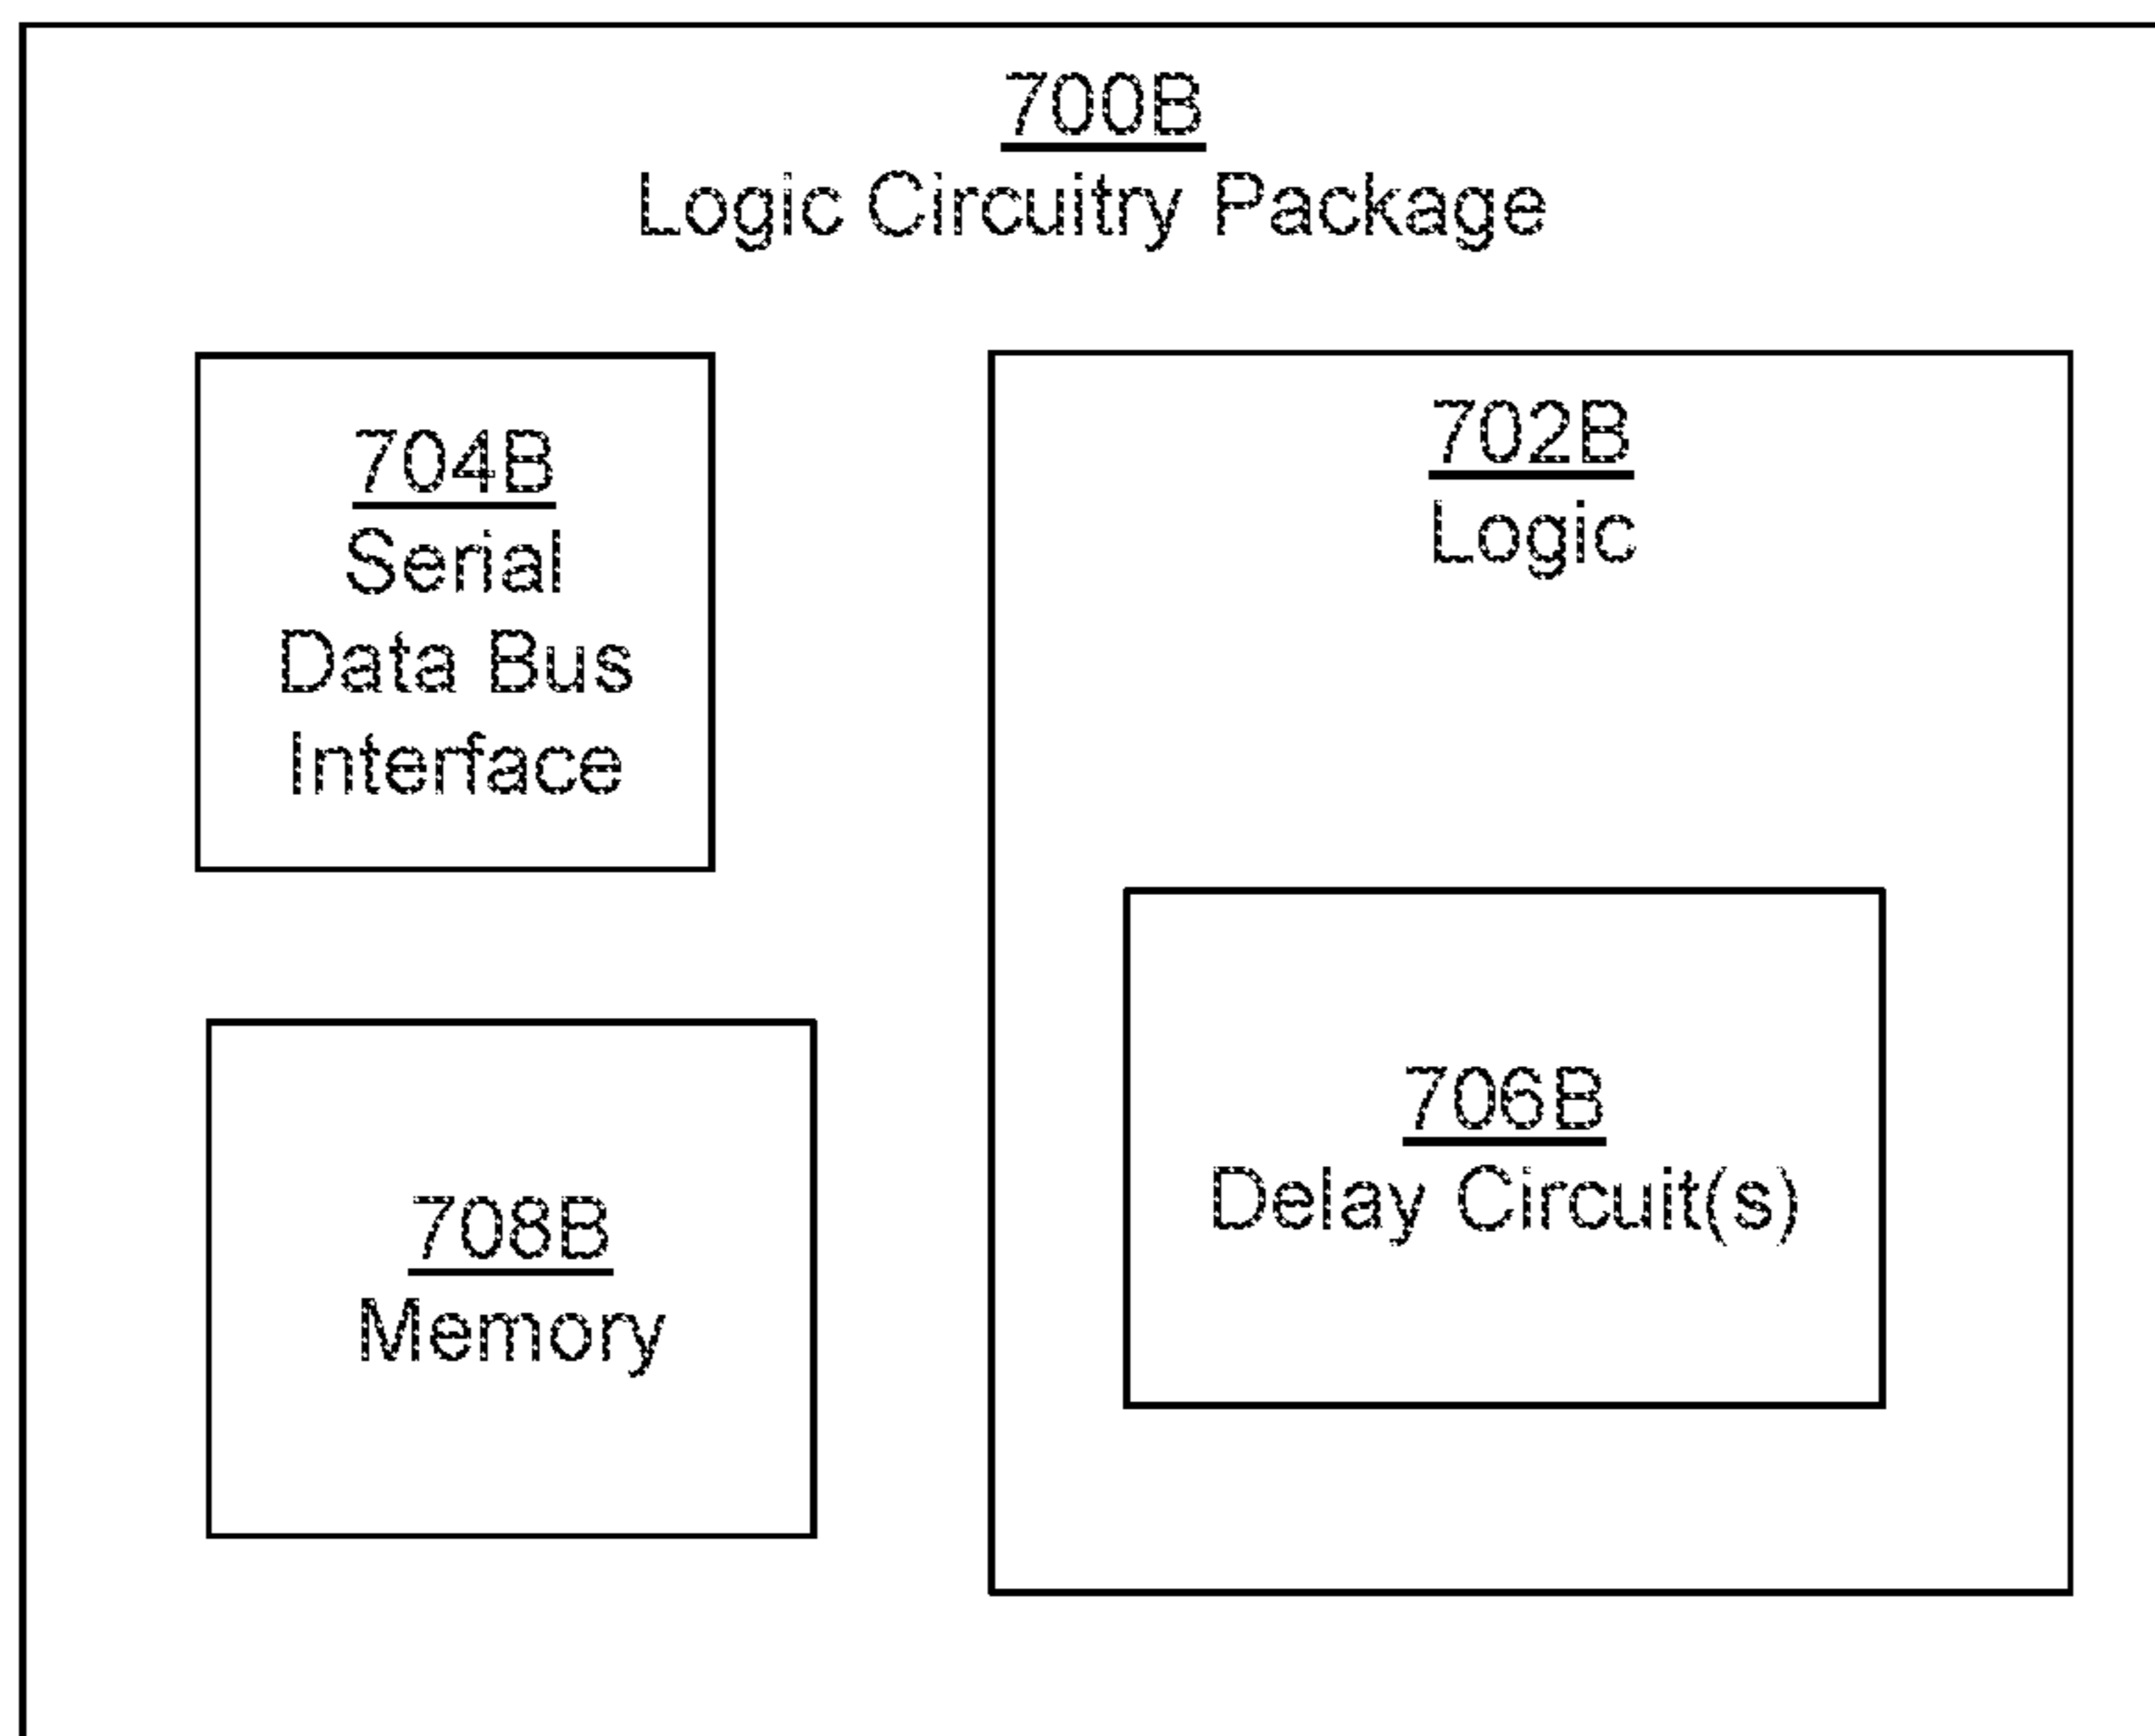 700B
Logic Circuitry Package
704B
Serial
Data Bus
Interface
702B
Logic
706B
Delay Circuit(s)
708B
Memory